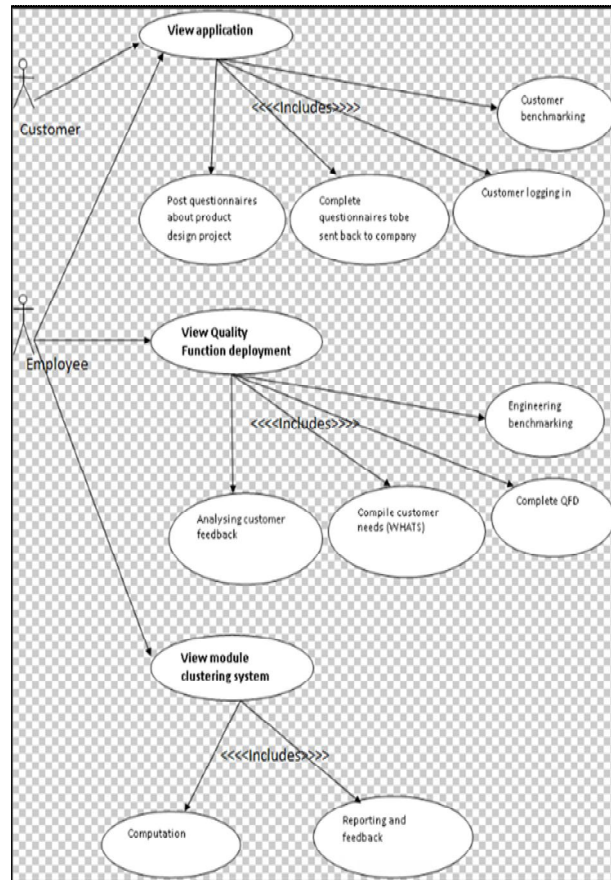 View application
Customer
<<<<Includes>>>>
Customer
benchmarking
Post questionnaires
about product
design project
Complete
questionnaires tobe
sent back to company
Customer logging in
Employee
View Quality
Function deployment
<<<<Includes>>>>
Engineering
benchmarking
Analysing customer
feedback
Compile customer
needs (WHATS)
Complete QFD
View module
clustering system
<<<<Includes>>>>
Computation
Reporting and
feedback